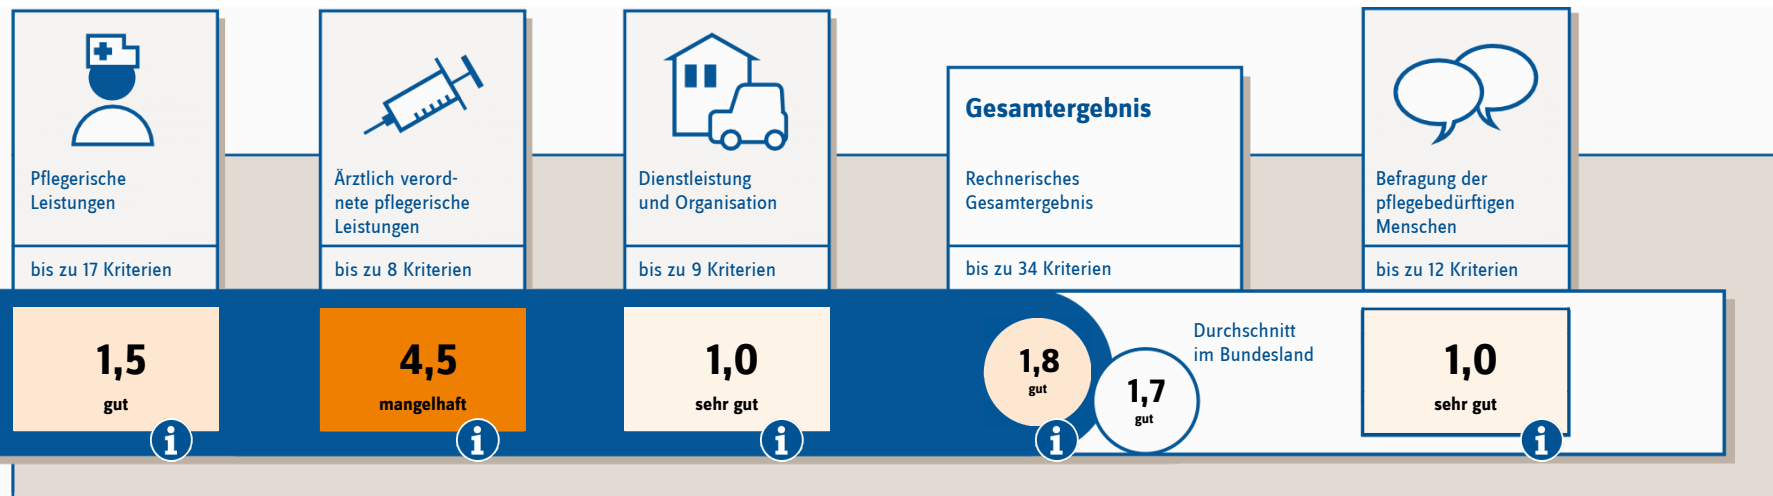 Pflegerische
Leistungen
bis zu 17 Kriterien
1,5
gut
i
Ärztlich verord-
nete pflegerische
Leistungen
bis zu 8 Kriterien
4,5
mangelhaft
i
Dienstleistung
und Organisation
bis zu 9 Kriterien
1,0
sehr gut
i
Gesamtergebnis
Rechnerisches
Gesamtergebnis
bis zu 34 Kriterien
1,8
gut
i
1,7
gut
Durchschnitt
im Bundesland
Befragung der
pflegebedürftigen
Menschen
bis zu 12 Kriterien
1,0
sehr gut
i